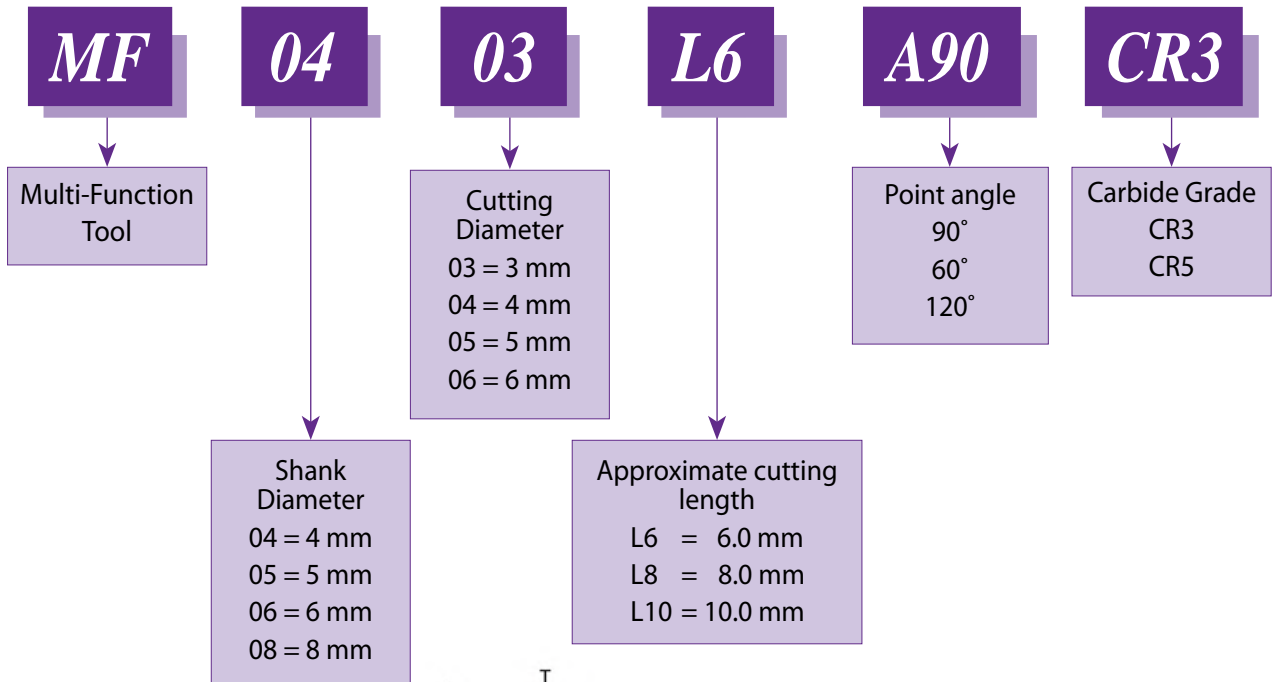 MF 04 03 L6 A90 CR3
Multi-Function
Tool
Shank
Diameter
04 = 4 mm
05 = 5 mm
06 = 6 mm
08 = 8 mm
Cutting
Diameter
03 = 3 mm
04 = 4 mm
05 = 5 mm
06 = 6 mm
Approximate cutting
length
L6 = 6.0 mm
L8 = 8.0 mm
L10 = 10.0 mm
Point angle
90˚
60˚
120˚
Carbide Grade
CR3
CR5
T